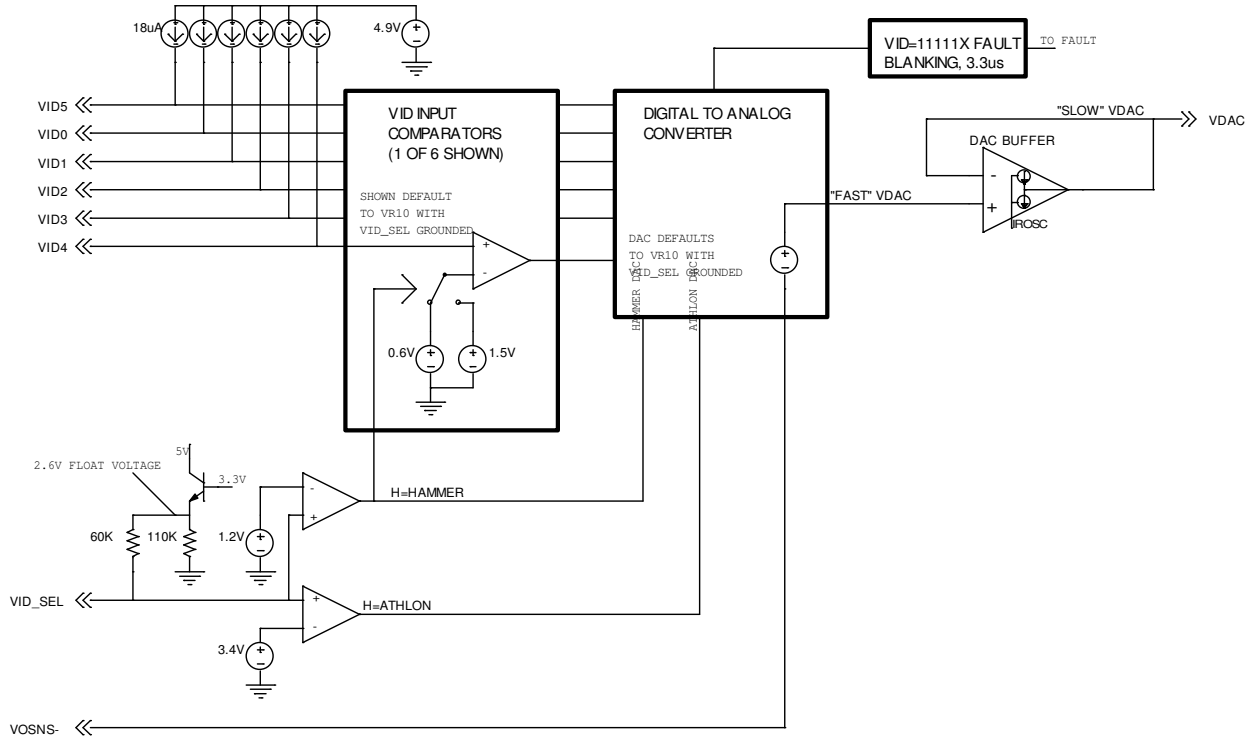 18uA
4.9V
VID=11111X FAULT
BLANKING, 3.3us
TO FAULT
VID5
VID0
VID1
VID2
VID3
VID4
VID INPUT
COMPARATORS
(1 OF 6 SHOWN)
SHOWN DEFAULT
TO VR10 WITH
VID_SEL GROUNDED
+
-
0.6V
1.5V
DIGITAL TO ANALOG
CONVERTER
DAC DEFAULTS
TO VR10 WITH
VID_SEL GROUNDED
HAMMER DAC
ATHLON DAC
"FAST" VDAC
"SLOW" VDAC
VDAC
DAC BUFFER
-
+
IROSC
5V
2.6V FLOAT VOLTAGE
3.3V
60K
110K
1.2V
-
+
H=HAMMER
VID_SEL
+
-
H=ATHLON
3.4V
VOSNS-